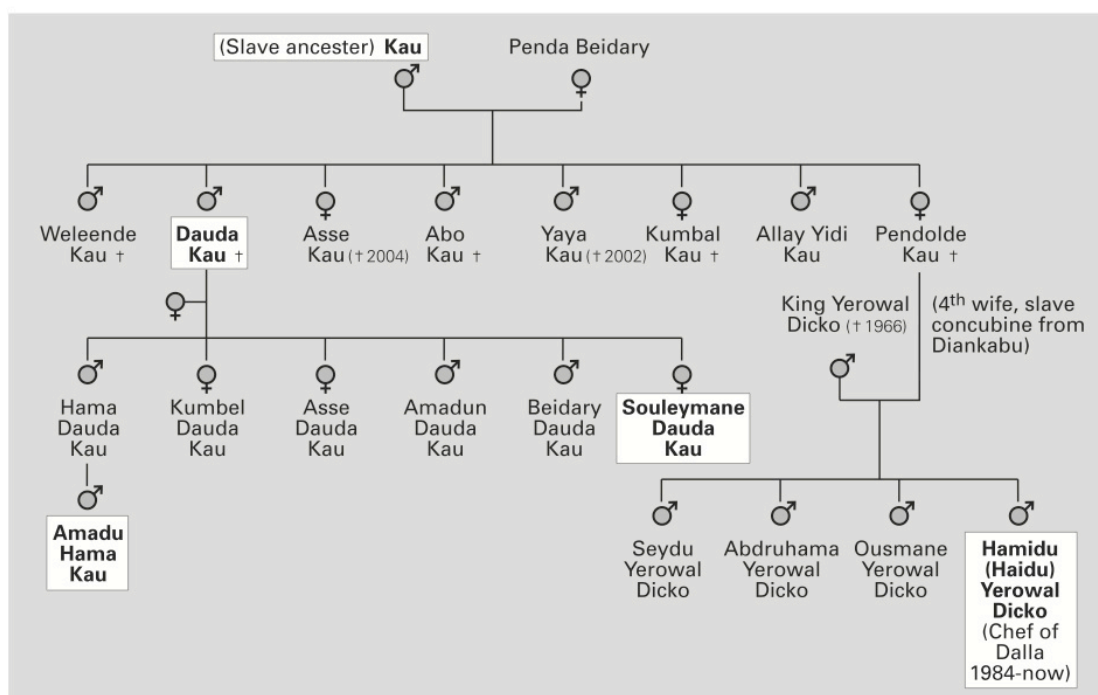 (Slave ancester) Kau
Penda Beidary
Weleende
Kau †
Dauda
Kau †
Asse
Kau († 2004)
Abo
Kau †
Yaya
Kau († 2002)
Kumbal
Kau †
Allay Yidi
Kau
Pendolde
Kau †
King Yerowal
Dicko († 1966)
(4th wife, slave
concubine from
Diankabu)
Hama
Dauda
Kau
Kumbel
Dauda
Kau
Asse
Dauda
Kau
Amadun
Dauda
Kau
Beidary
Dauda
Kau
Souleymane
Dauda
Kau
Amadu
Hama
Kau
Seydu
Yerowal
Dicko
Abdruhama
Yerowal
Dicko
Ousmane
Yerowal
Dicko
Hamidu
(Haidu)
Yerowal
Dicko
(Chef of
Dalla
1984-now)